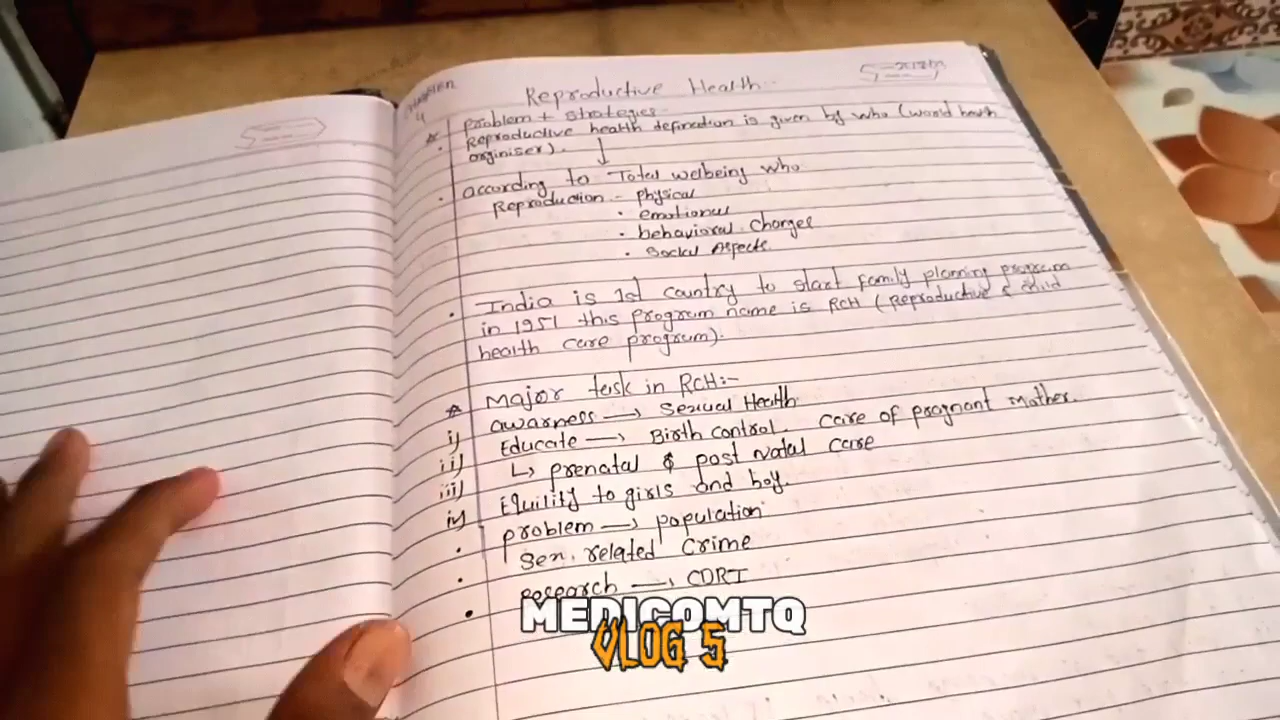 CHAPTER
4
Reproductive Health
Problem + strategies
Reproductive health definition is given by who (world health
orginiser).
according to Total welbeing who
Reproduction - physical
emotional
behavioral changes
Social Aspects
India is 1st country to start family planning program
in 1951 this program name is RCH (Reproductive & child
health care program).
Major task in RCH:-
i) awarness → Sexual Health
ii) Educate → Birth control. care of pregnant Mother.
iii) ↳ prenatal & post natal care
iv) Equility to girls and boy.
problem → population
Sex. related crime
research → CDRI
MEDICOMTQ
VLOG 5